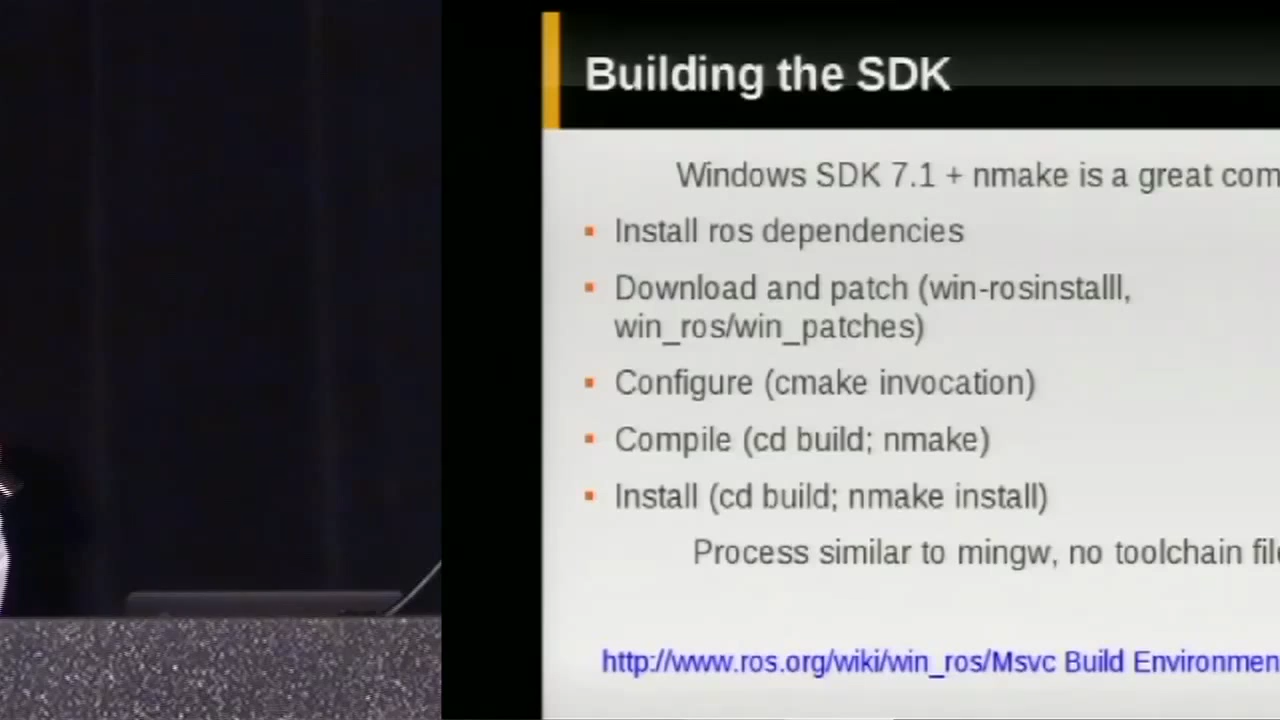 Building the SDK
Windows SDK 7.1 + nmake is a great com
Install ros dependencies
Download and patch (win-rosinstalll,
win_ros/win_patches)
Configure (cmake invocation)
Compile (cd build; nmake)
Install (cd build; nmake install)
Process similar to mingw, no toolchain file
http://www.ros.org/wiki/win_ros/Msvc Build Environmen